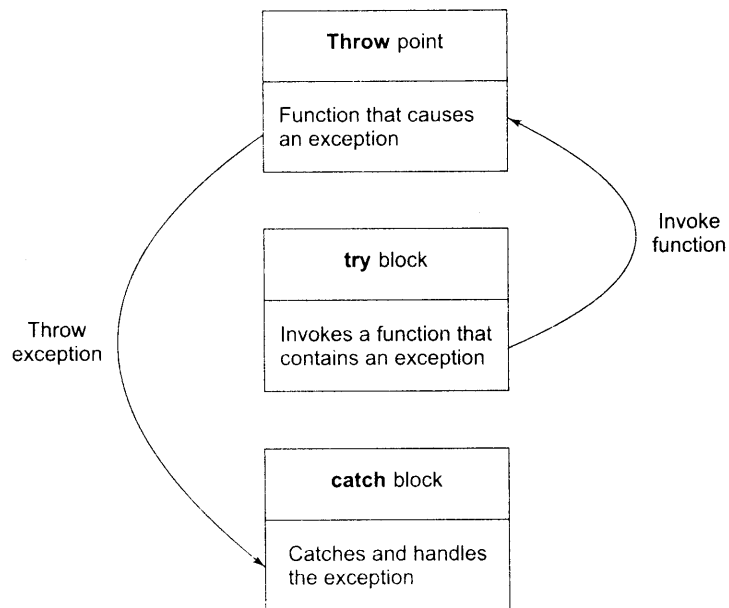 Throw point
Function that causes
an exception
Invoke
function
try block
Invokes a function that
contains an exception
Throw
exception
catch block
Catches and handles
the exception